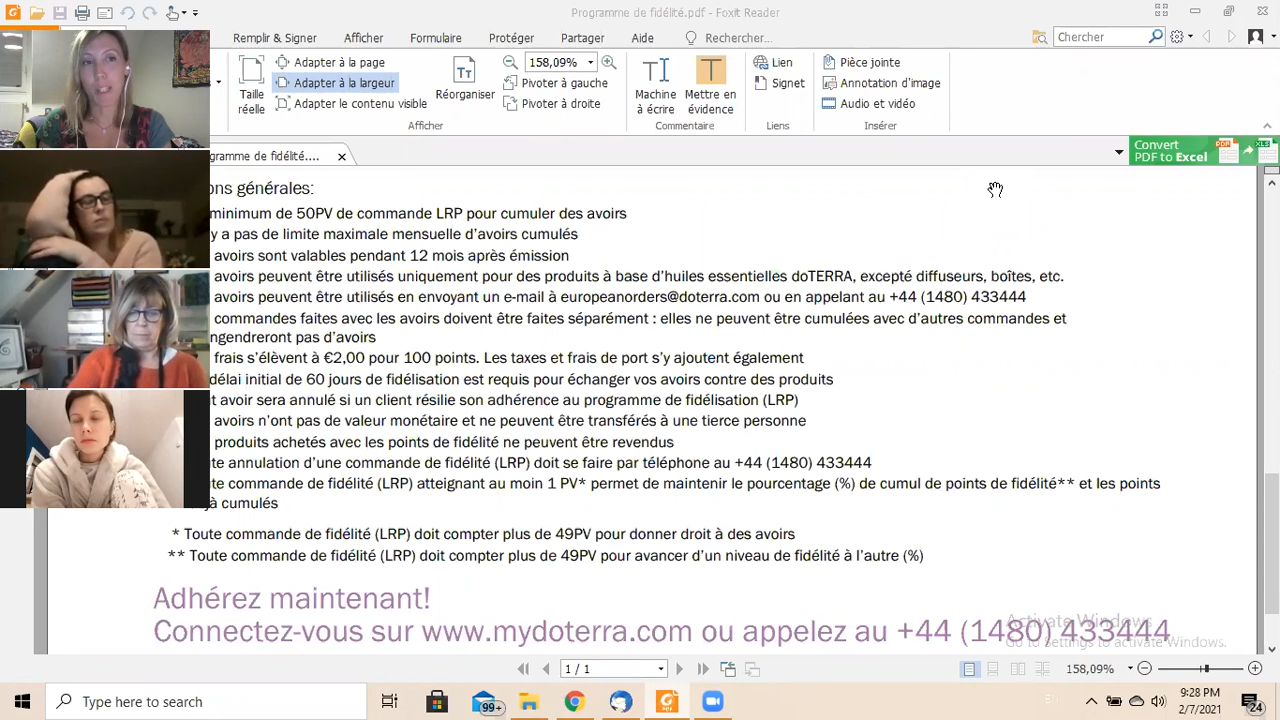 Programme de fidélité.pdf - Foxit Reader
Remplir & Signer Afficher Formulaire Protéger Partager Aide Rechercher... Chercher
Taille réelle
Adapter à la page
Adapter à la largeur
Adapter le contenu visible
Réorganiser
158,09%
Pivoter à gauche
Pivoter à droite
Machine à écrire
Mettre en évidence
Lien
Signet
Pièce jointe
Annotation d'image
Audio et vidéo
Afficher Commentaire Liens Insérer
gramme de fidélité....
Convert
PDF to Excel
ons générales:
minimum de 50PV de commande LRP pour cumuler des avoirs
y a pas de limite maximale mensuelle d'avoirs cumulés
avoirs sont valables pendant 12 mois après émission
avoirs peuvent être utilisés uniquement pour des produits à base d'huiles essentielles doTERRA, excepté diffuseurs, boîtes, etc.
avoirs peuvent être utilisés en envoyant un e-mail à europeanorders@doterra.com ou en appelant au +44 (1480) 433444
commandes faites avec les avoirs doivent être faites séparément : elles ne peuvent être cumulées avec d'autres commandes et
ngendreront pas d'avoirs
frais s'élèvent à €2,00 pour 100 points. Les taxes et frais de port s'y ajoutent également
délai initial de 60 jours de fidélisation est requis pour échanger vos avoirs contre des produits
t avoir sera annulé si un client résilie son adhérence au programme de fidélisation (LRP)
avoirs n'ont pas de valeur monétaire et ne peuvent être transférés à une tierce personne
produits achetés avec les points de fidélité ne peuvent être revendus
ute annulation d'une commande de fidélité (LRP) doit se faire par téléphone au +44 (1480) 433444
ute commande de fidélité (LRP) atteignant au moin 1 PV* permet de maintenir le pourcentage (%) de cumul de points de fidélité** et les points
jà cumulés
* Toute commande de fidélité (LRP) doit compter plus de 49PV pour donner droit à des avoirs
** Toute commande de fidélité (LRP) doit compter plus de 49PV pour avancer d'un niveau de fidélité à l'autre (%)
Adhérez maintenant!
Connectez-vous sur www.mydoterra.com ou appelez au +44 (1480) 433444
Activate Windows
Go to Settings to activate Windows.
1 / 1
158,09%
Type here to search
99+
9:28 PM
2/7/2021
24